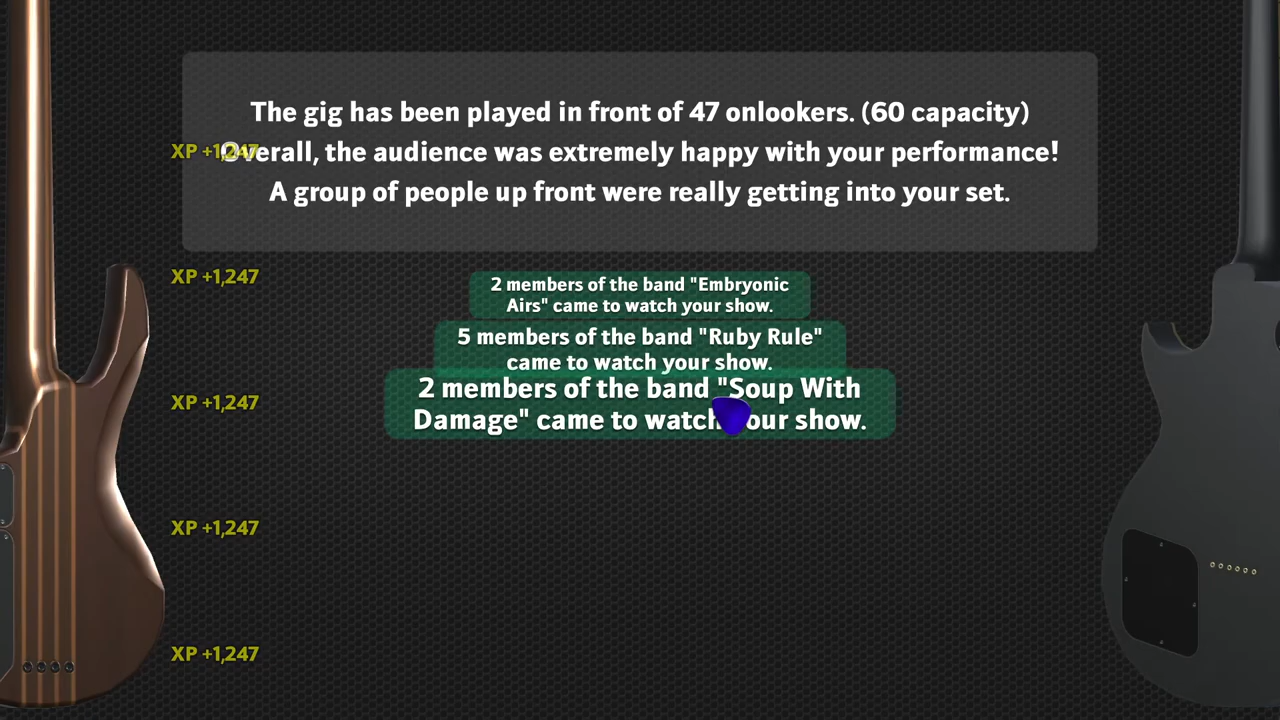 The gig has been played in front of 47 onlookers. (60 capacity)
XP +1,247
Overall, the audience was extremely happy with your performance!
A group of people up front were really getting into your set.
XP +1,247
2 members of the band "Embryonic
Airs" came to watch your show.
5 members of the band "Ruby Rule"
came to watch your show.
2 members of the band "Soup With
XP +1,247
Damage" came to watch your show.
XP +1,247
XP +1,247